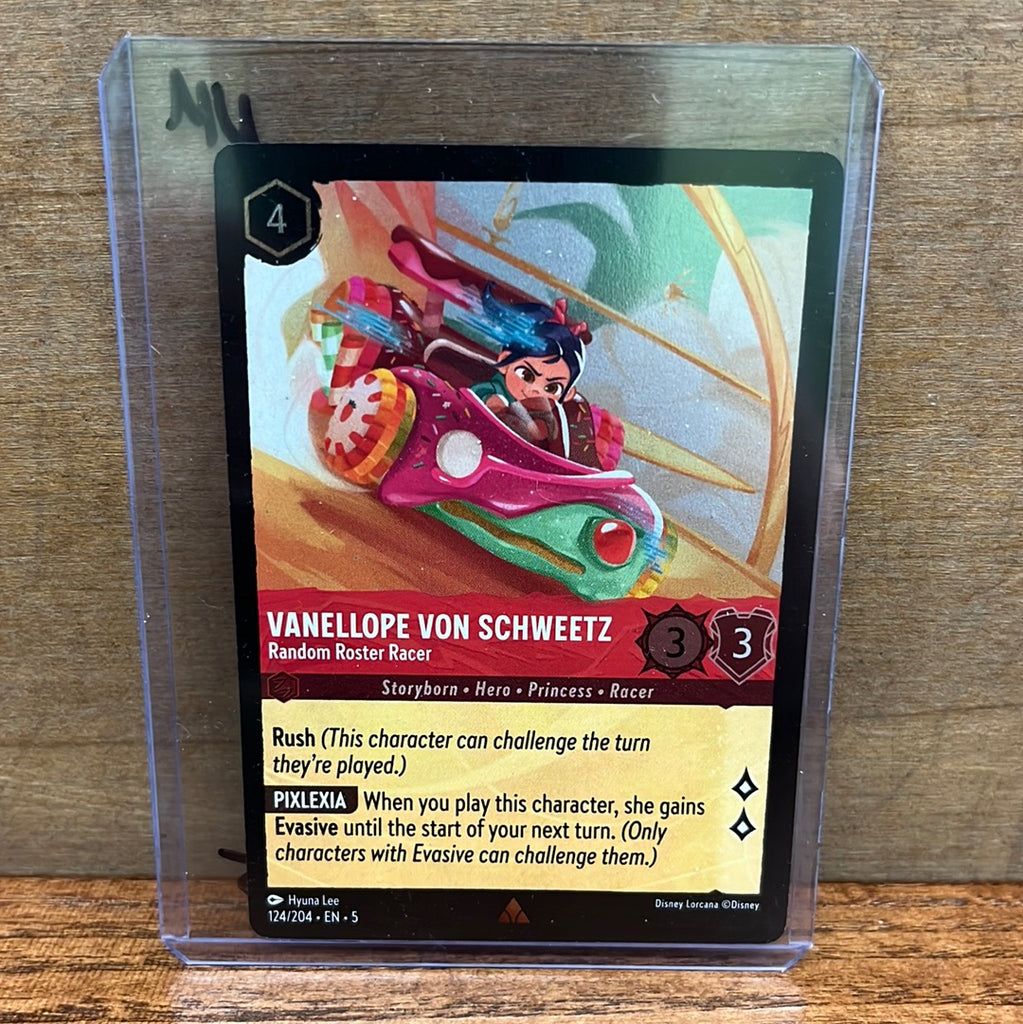 4
VANELLOPE VON SCHWEETZ
Random Roster Racer
3 3
Storyborn • Hero • Princess • Racer
Rush (This character can challenge the turn
they're played.)
PIXLEXIA When you play this character, she gains
Evasive until the start of your next turn. (Only
characters with Evasive can challenge them.)
Hyuna Lee
124/204 • EN • 5
Disney Lorcana ©Disney